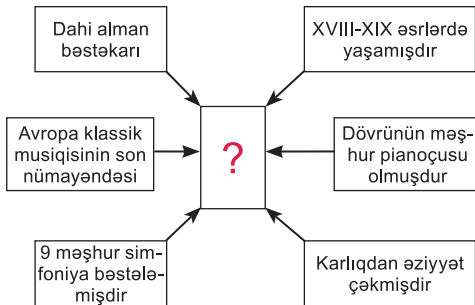 Dahi alman
bəstəkarı
XVIII-XIX əsrlərdə
yaşamışdır
Avropa klassik
musiqisinin son
nümayəndəsi
?
Dövrünün məş-
hur pianoçusu
olmuşdur
9 məşhur sim-
foniya bəstələ-
mişdir
Karlıqdan əziyyət
çəkmişdir